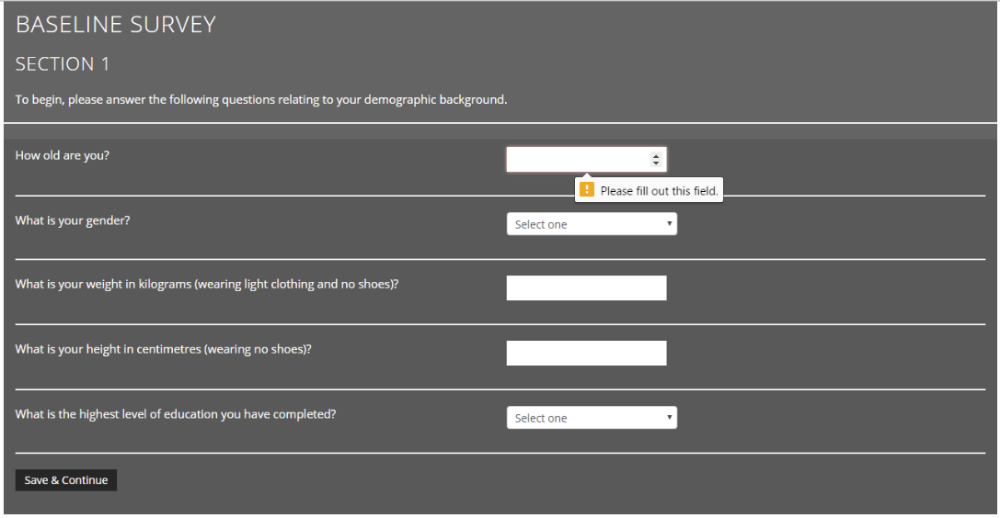 BASELINE SURVEY
SECTION 1
To begin, please answer the following questions relating to your demographic background.
How old are you?
! Please fill out this field.
What is your gender?
Select one
What is your weight in kilograms (wearing light clothing and no shoes)?
What is your height in centimetres (wearing no shoes)?
What is the highest level of education you have completed?
Select one
Save & Continue